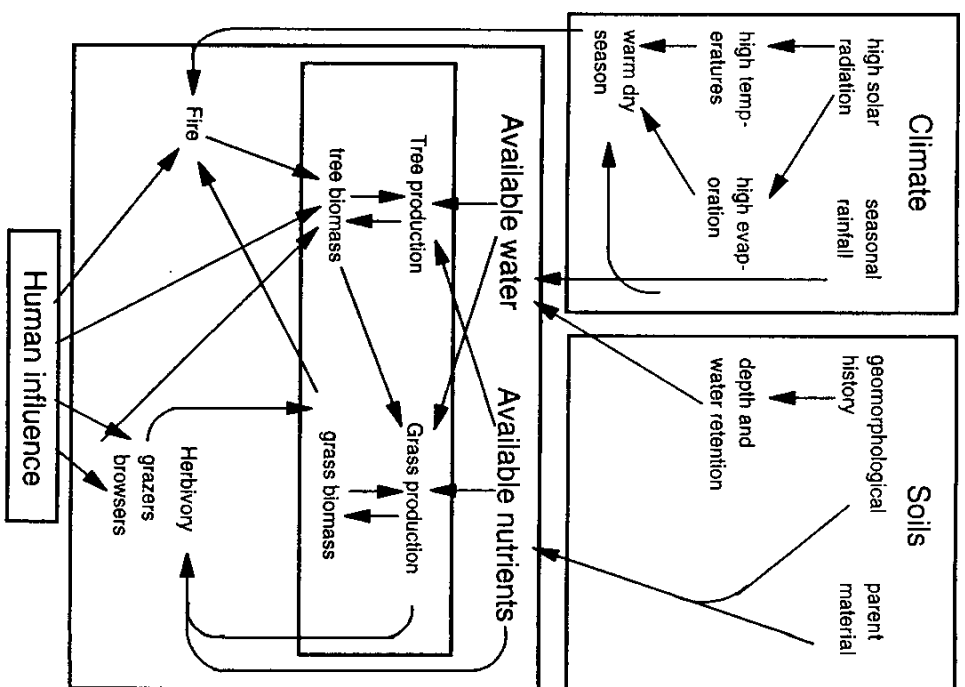 Climate
high solar
radiation
seasonal
rainfall
high temp-
eratures
high evap-
oration
warm dry
season
Soils
geomorphological
history
parent
material
depth and
water retention
Available water
Available nutrients
Tree production
Grass production
tree biomass
grass biomass
Fire
Herbivory
grazers
browsers
Human influence